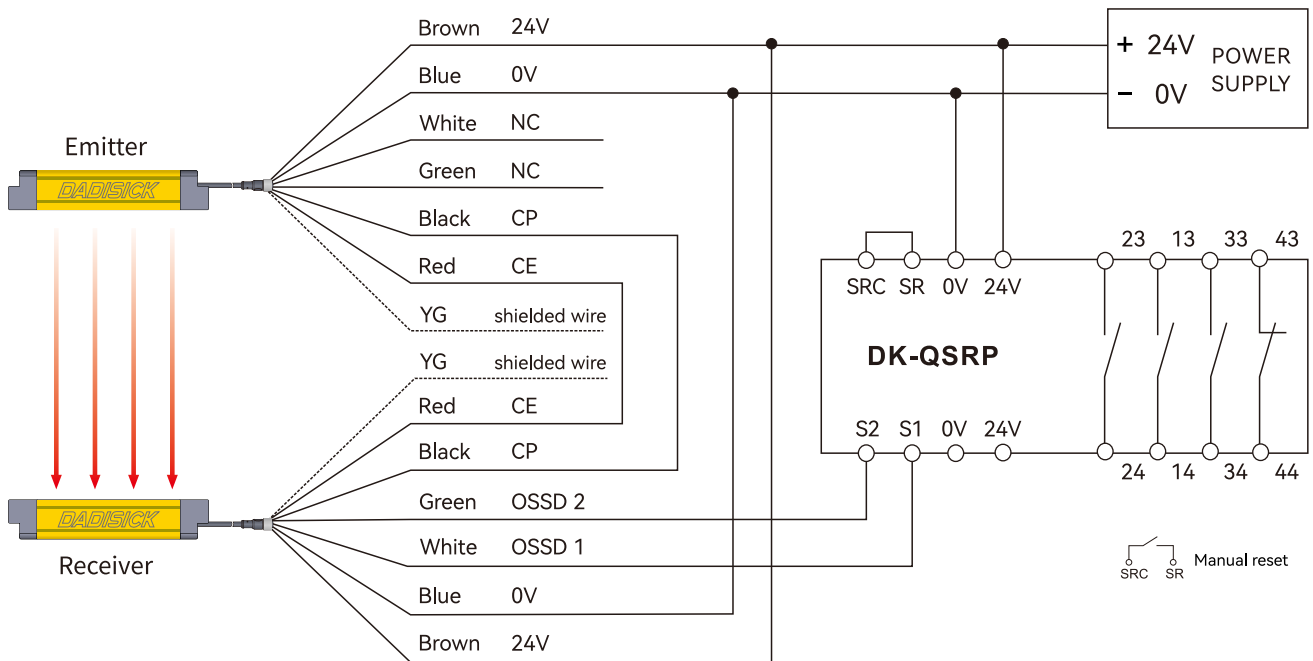 Brown 24V
Blue 0V
White NC
Green NC
Black CP
Red CE
YG shielded wire
YG shielded wire
Red CE
Black CP
Green OSSD 2
White OSSD 1
Blue 0V
Brown 24V
Emitter
DADISICK
DADISICK
Receiver
+ 24V
− 0V
POWER
SUPPLY
23 13 33 43
SRC SR 0V 24V
DK-QSRP
S2 S1 0V 24V
24 14 34 44
SRC SR
Manual reset